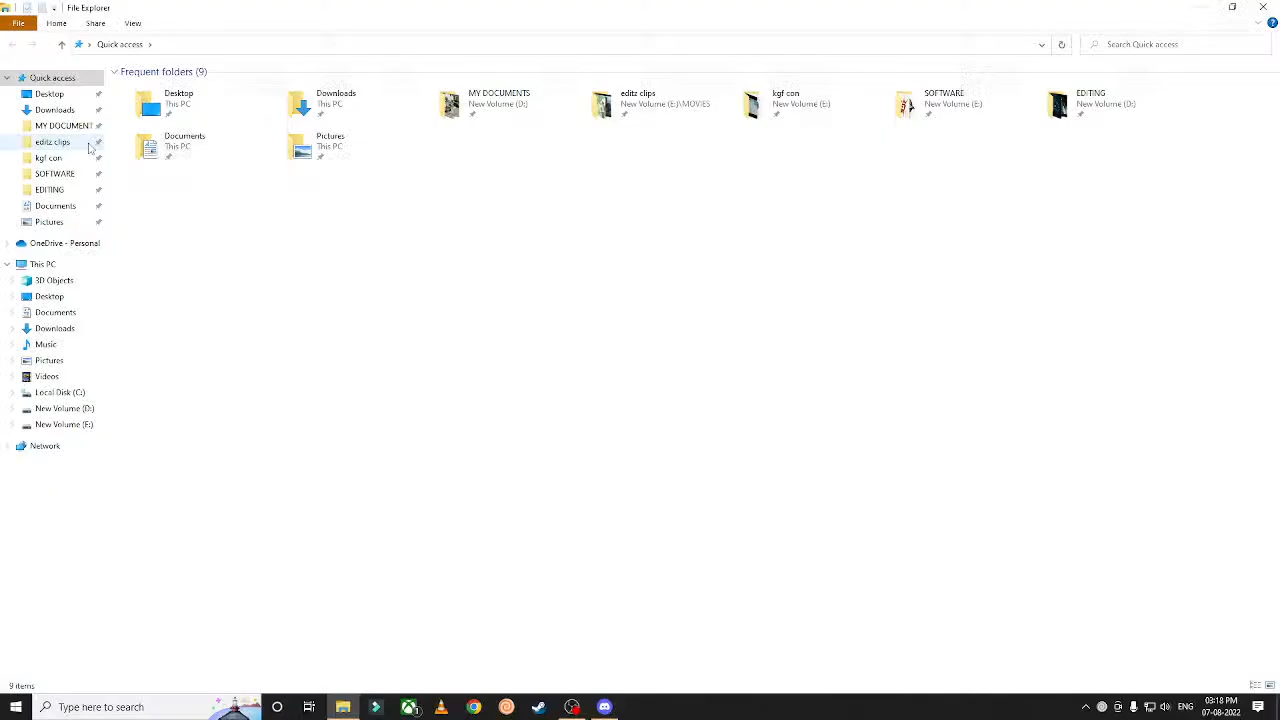 File Explorer
File
Home
Share
View
Quick access
Search Quick access
Quick access
Desktop
Downloads
MY DOCUMENT
editz clips
kgf con
SOFTWARE
EDITING
Documents
Pictures
OneDrive - Personal
This PC
3D Objects
Desktop
Documents
Downloads
Music
Pictures
Videos
Local Disk (C:)
New Volume (D:)
New Volume (E:)
Network
Frequent folders (9)
Desktop
This PC
Downloads
This PC
MY DOCUMENTS
New Volume (D:)
editz clips
New Volume (E:)\MOVIES
kgf con
New Volume (E:)
SOFTWARE
New Volume (E:)
EDITING
New Volume (D:)
Documents
This PC
Pictures
This PC
9 items
Type here to search
03:18 PM
07-08-2022